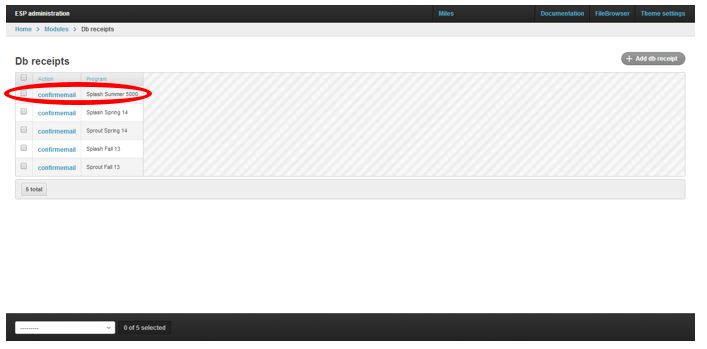 ESP administration Miles Documentation FileBrowser Theme settings
Home > Modules > Db receipts
Db receipts
+ Add db receipt
Action Program
confirmemail Splash Summer 5000
confirmemail Splash Spring 14
confirmemail Sprout Spring 14
confirmemail Splash Fall 13
confirmemail Sprout Fall 13
5 total
--------- 0 of 5 selected